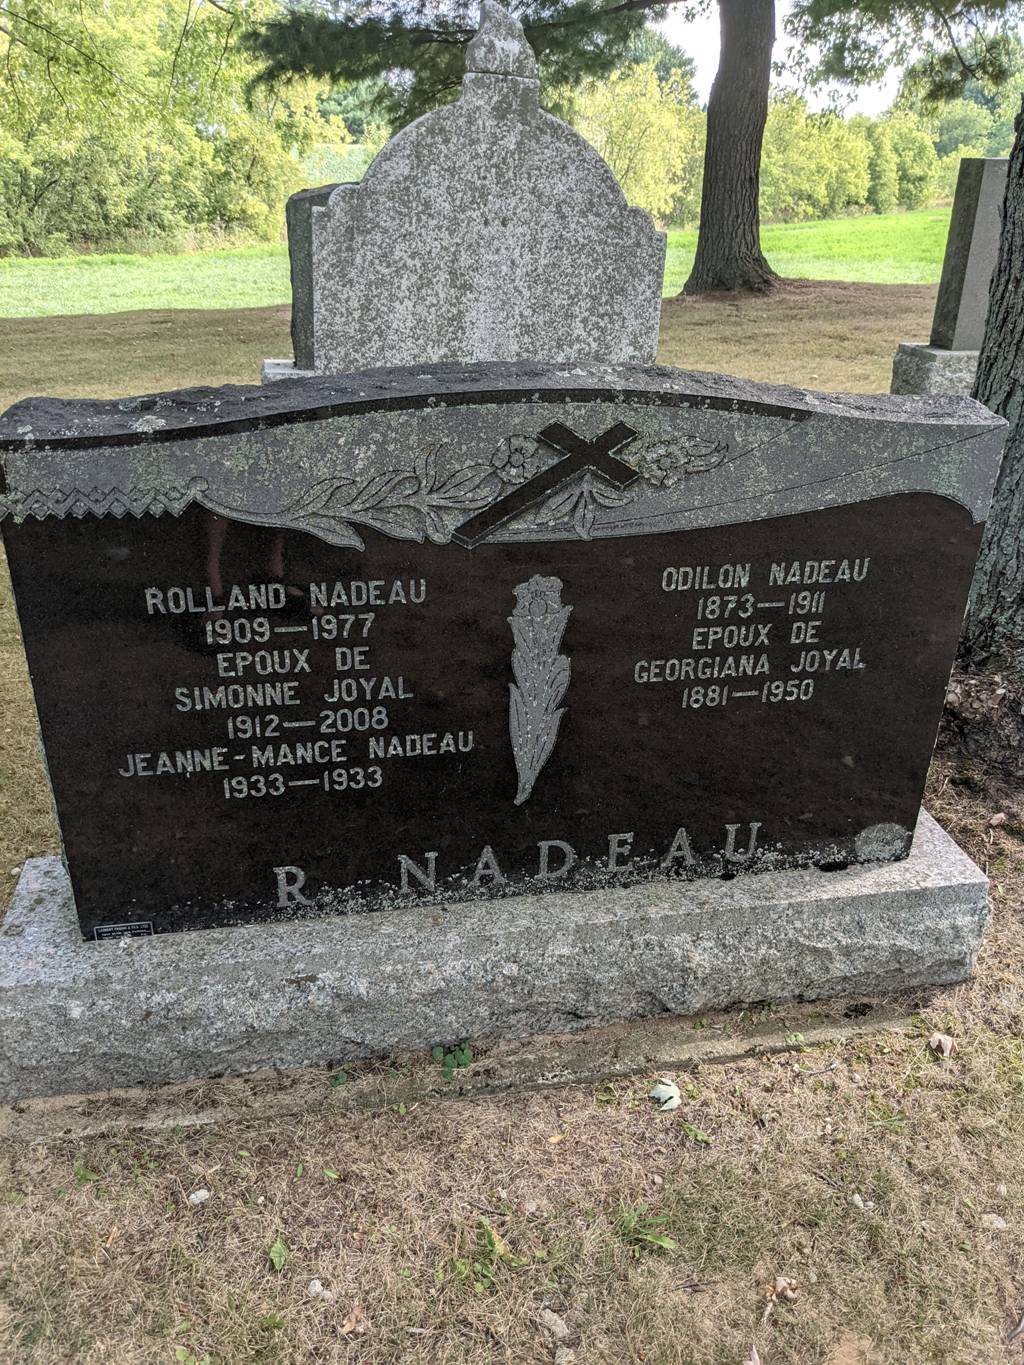 ROLLAND NADEAU
1909—1977
EPOUX DE
SIMONNE JOYAL
1912—2008
JEANNE-MANCE NADEAU
1933—1933
ODILON NADEAU
1873—1911
EPOUX DE
GEORGIANA JOYAL
1881—1950
R NADEAU